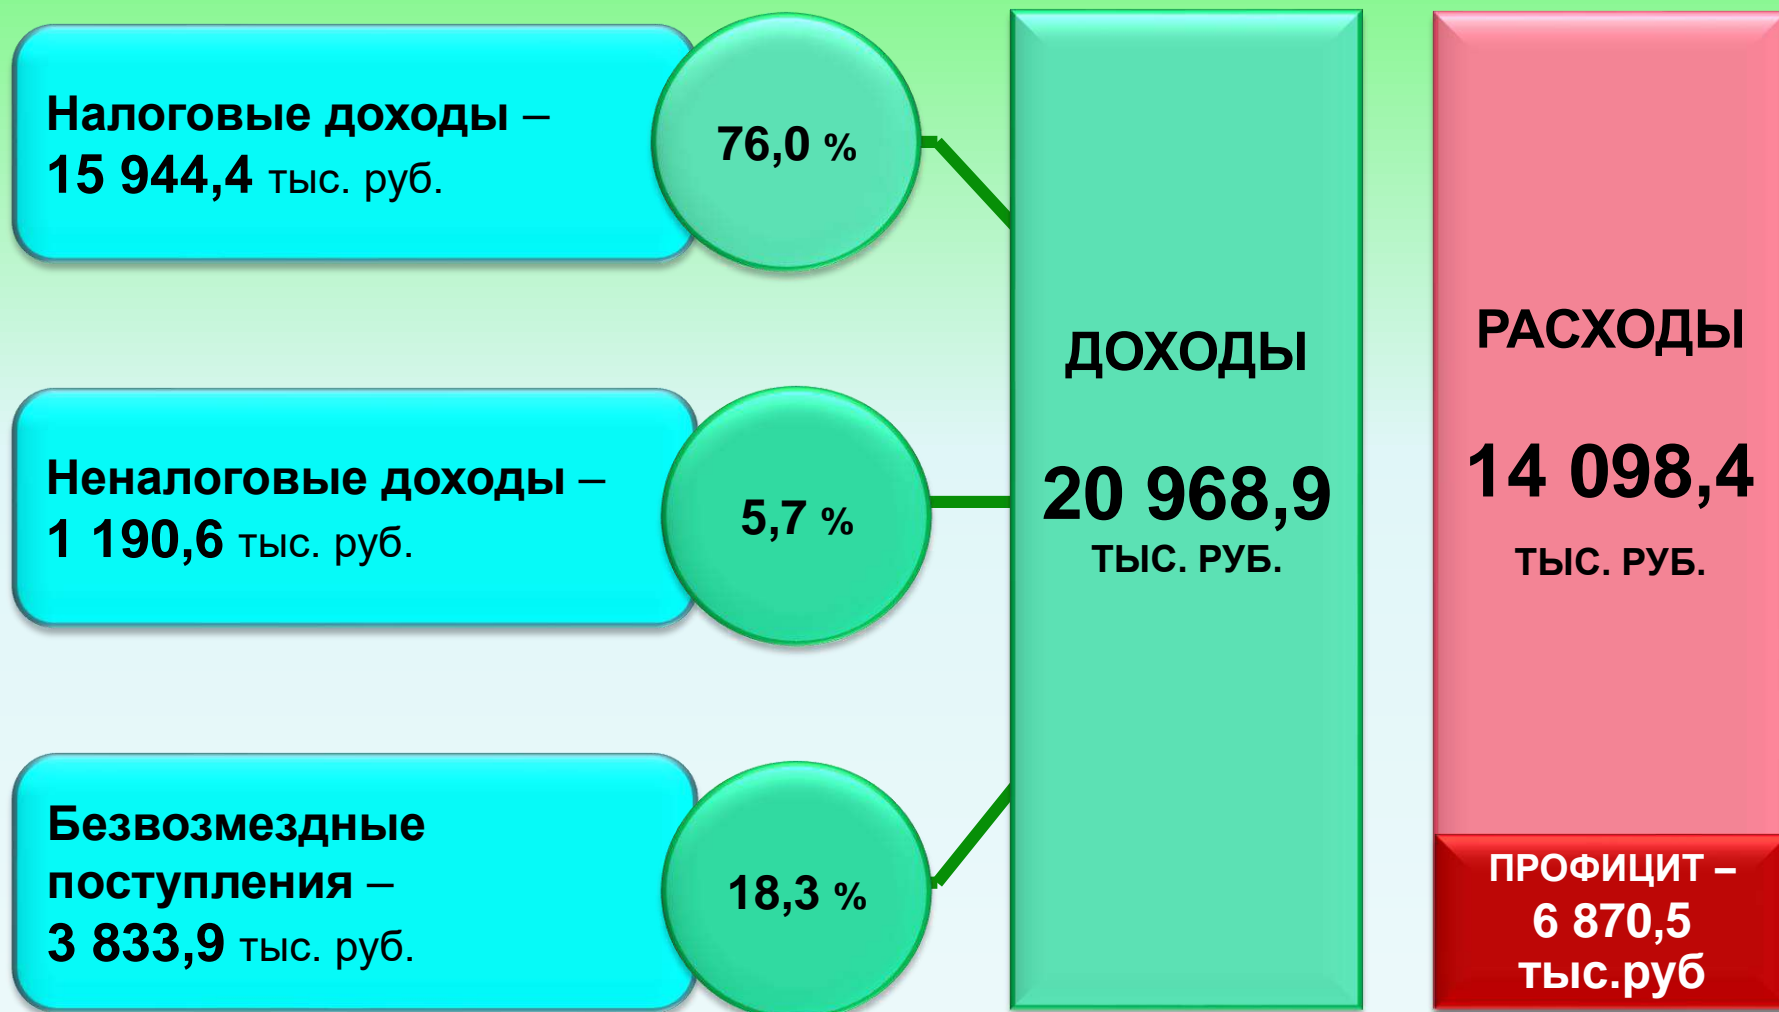 Налоговые доходы –
15 944,4 тыс. руб.
76,0 %
Неналоговые доходы –
1 190,6 тыс. руб.
5,7 %
Безвозмездные
поступления –
3 833,9 тыс. руб.
18,3 %
ДОХОДЫ
20 968,9
ТЫС. РУБ.
РАСХОДЫ
14 098,4
ТЫС. РУБ.
ПРОФИЦИТ –
6 870,5
тыс.руб